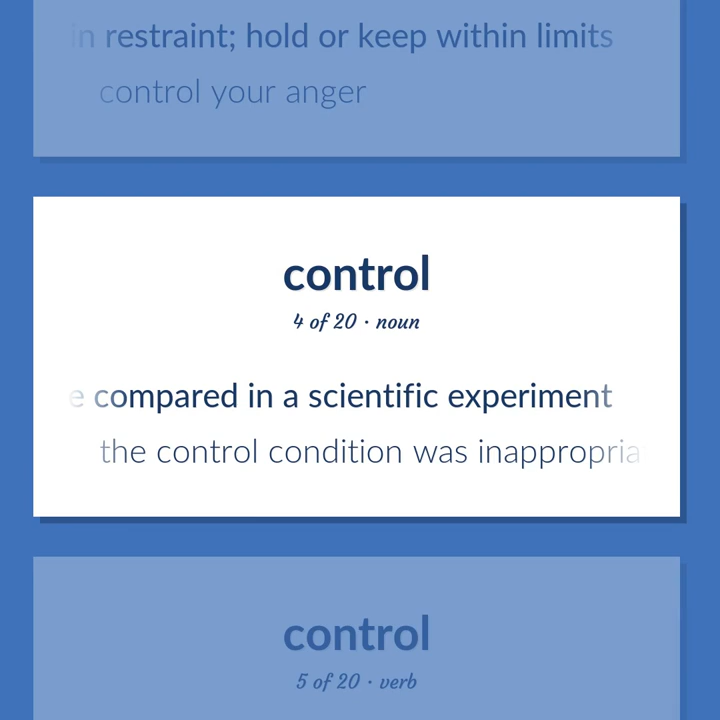 in restraint; hold or keep within limits
control your anger
control
4 of 20 · noun
compared in a scientific experiment
the control condition was
control
5 of 20 · verb